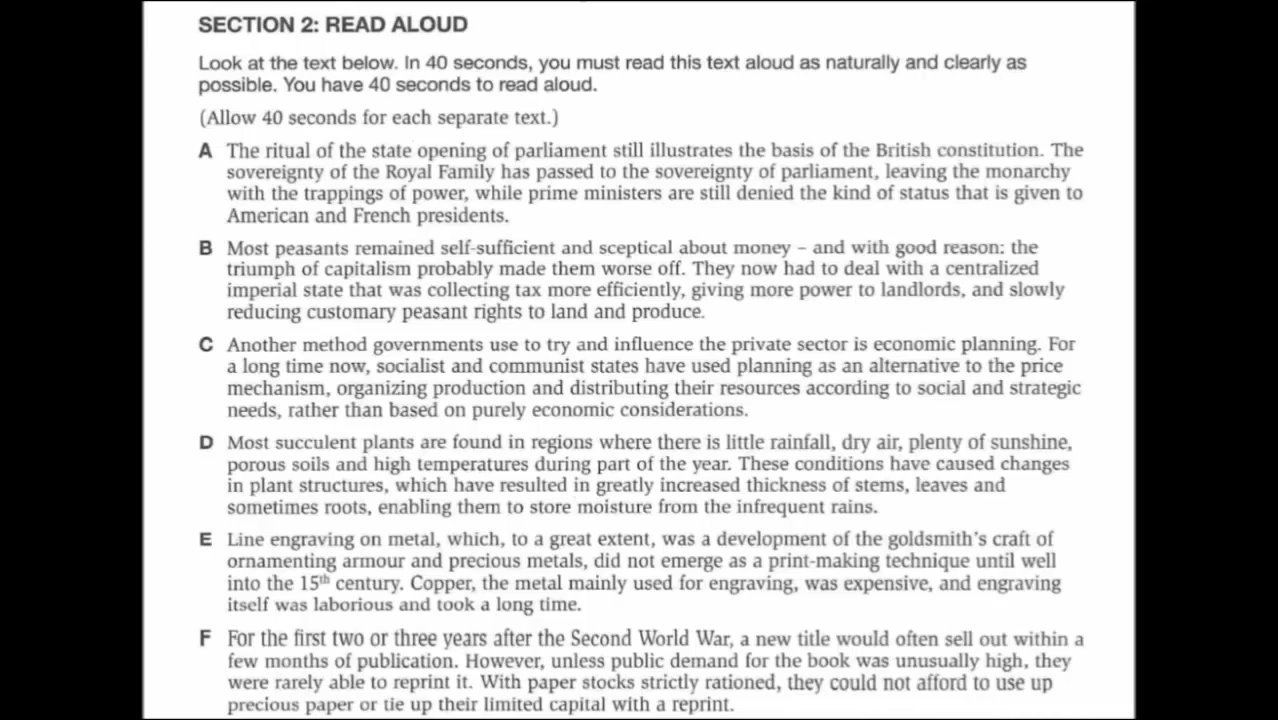 SECTION 2: READ ALOUD
Look at the text below. In 40 seconds, you must read this text aloud as naturally and clearly as
possible. You have 40 seconds to read aloud.
(Allow 40 seconds for each separate text.)
A The ritual of the state opening of parliament still illustrates the basis of the British constitution. The
sovereignty of the Royal Family has passed to the sovereignty of parliament, leaving the monarchy
with the trappings of power, while prime ministers are still denied the kind of status that is given to
American and French presidents.
B Most peasants remained self-sufficient and sceptical about money – and with good reason: the
triumph of capitalism probably made them worse off. They now had to deal with a centralized
imperial state that was collecting tax more efficiently, giving more power to landlords, and slowly
reducing customary peasant rights to land and produce.
C Another method governments use to try and influence the private sector is economic planning. For
a long time now, socialist and communist states have used planning as an alternative to the price
mechanism, organizing production and distributing their resources according to social and strategic
needs, rather than based on purely economic considerations.
D Most succulent plants are found in regions where there is little rainfall, dry air, plenty of sunshine,
porous soils and high temperatures during part of the year. These conditions have caused changes
in plant structures, which have resulted in greatly increased thickness of stems, leaves and
sometimes roots, enabling them to store moisture from the infrequent rains.
E Line engraving on metal, which, to a great extent, was a development of the goldsmith's craft of
ornamenting armour and precious metals, did not emerge as a print-making technique until well
into the 15th century. Copper, the metal mainly used for engraving, was expensive, and engraving
itself was laborious and took a long time.
F For the first two or three years after the Second World War, a new title would often sell out within a
few months of publication. However, unless public demand for the book was unusually high, they
were rarely able to reprint it. With paper stocks strictly rationed, they could not afford to use up
precious paper or tie up their limited capital with a reprint.